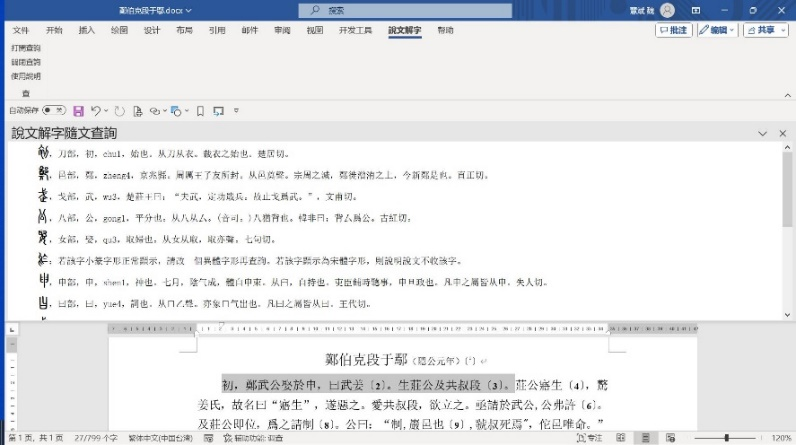 鄭伯克段于鄢.docx
搜索
文件 开始 插入 绘图 设计 布局 引用 邮件 审阅 视图 开发工具 說文解字 帮助
批注 编辑 共享
打開查詢
關閉查詢
使用說明
查
自动保存 关
說文解字隨文查詢
，刀部，初，chu1，始也。从刀从衣。裁衣之始也。楚居切。
，邑部，鄭，zheng4，京兆縣。周厲王子友所封。从邑奠聲。宗周之滅，鄭徙潧洧之上，今新鄭是也。直正切。
，戈部，武，wu3，楚莊王曰：“夫武，定功戢兵。故止戈爲武。”，文甫切。
，八部，公，gong1，平分也。从八从厶。(音司。)八猶背也。韓非曰：背厶爲公。古紅切。
，女部，娶，qu3，取婦也。从女从取，取亦聲。七句切。
：若該字小篆字形正常顯示，請改 個異體字形再查詢。若該字顯示為宋體字形，則說明說文不收該字。
，申部，申，shen1，神也。七月，陰气成，體自申束。从臼，自持也。吏臣餔時聽事，申旦政也。凡申之屬皆从申。失人切。
，曰部，曰，yue4，詞也。从口乙聲。亦象口气出也。凡曰之屬皆从曰。王代切。
鄭伯克段于鄢（隱公元年）
初，鄭武公娶於申，曰武姜〔2〕。生莊公及共叔段〔3〕。莊公寤生〔4〕，驚
姜氏，故名曰“寤生”，遂惡之。愛共叔段，欲立之。亟請於武公，公弗許〔6〕。
及莊公即位，爲之請制〔8〕。公曰：“制，巖邑也〔9〕，虢叔死焉，佗邑唯命。”
第1页，共1页 27/799 个字 繁体中文(中国台湾) 辅助功能: 调查 专注 120%